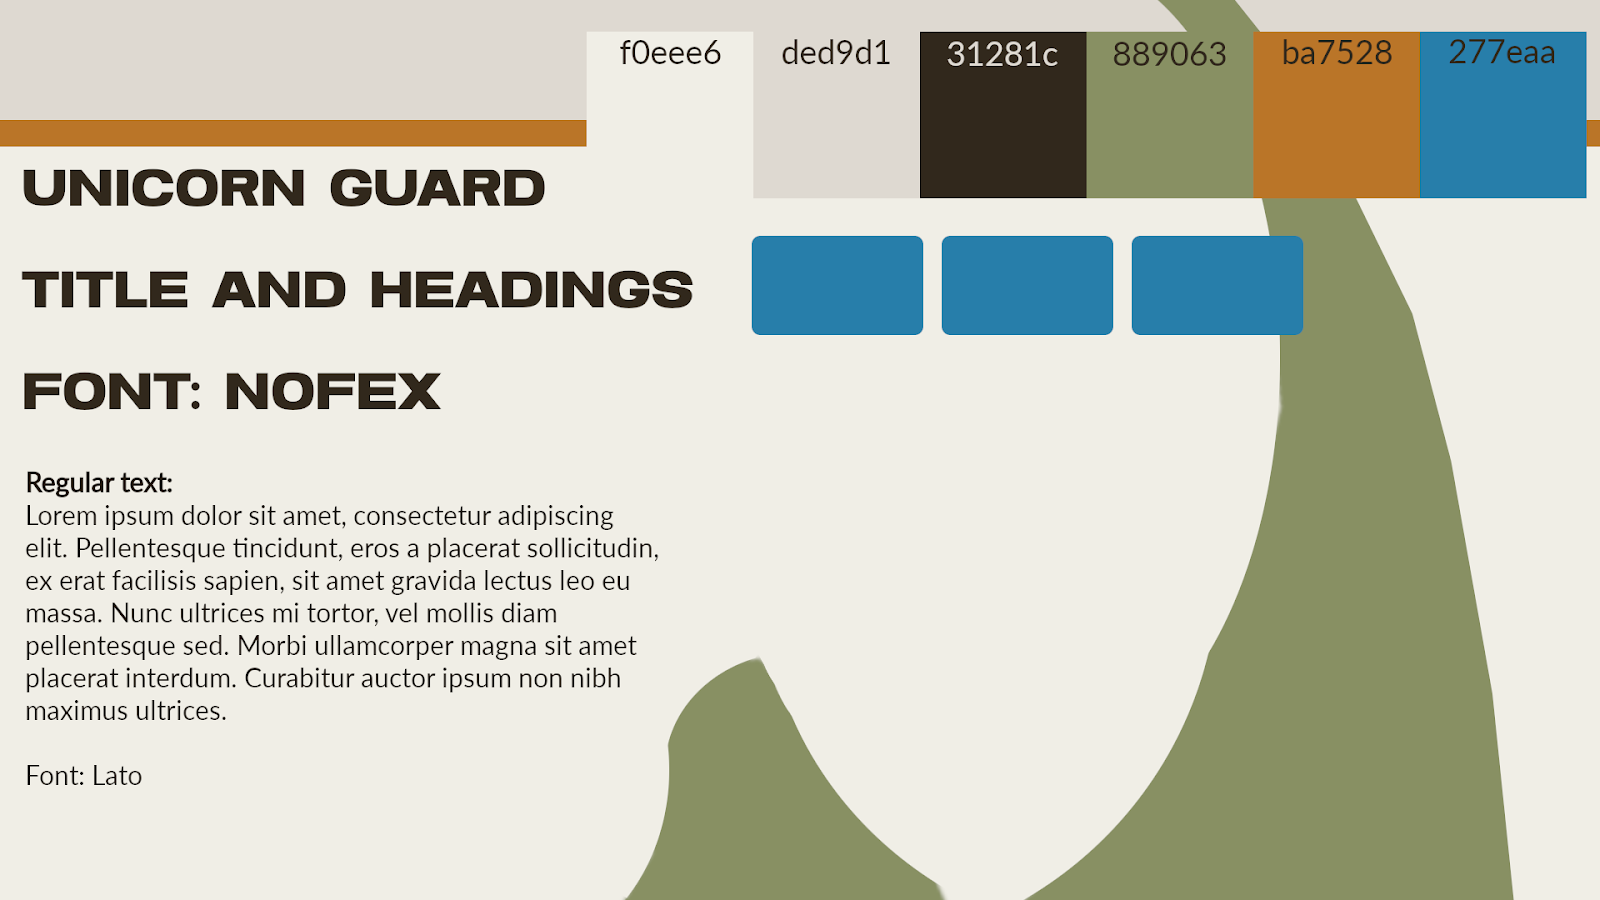 f0eee6 ded9d1 31281c 889063 ba7528 277eaa
UNICORN GUARD
TITLE AND HEADINGS
FONT: NOFEX
Regular text:
Lorem ipsum dolor sit amet, consectetur adipiscing
elit. Pellentesque tincidunt, eros a placerat sollicitudin,
ex erat facilisis sapien, sit amet gravida lectus leo eu
massa. Nunc ultrices mi tortor, vel mollis diam
pellentesque sed. Morbi ullamcorper magna sit amet
placerat interdum. Curabitur auctor ipsum non nibh
maximus ultrices.
Font: Lato